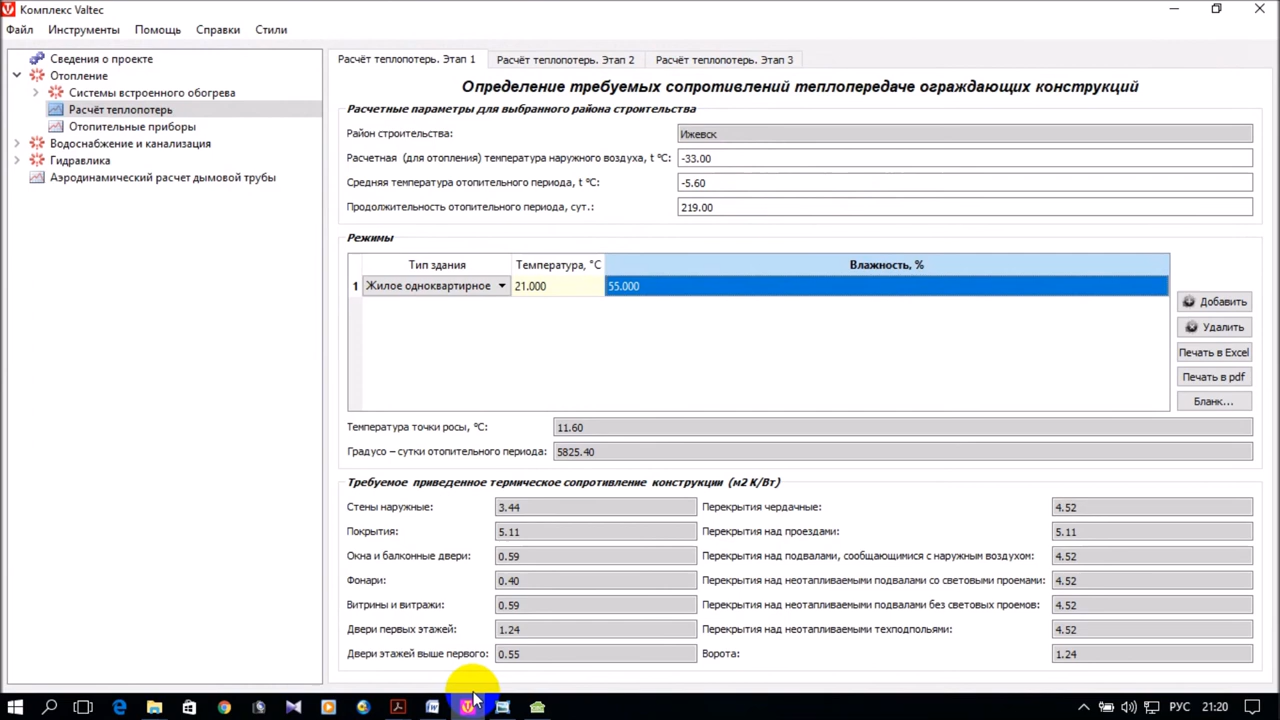 Комплекс Valtec
Файл Инструменты Помощь Справки Стили
Сведения о проекте
Отопление
Системы встроенного обогрева
Расчёт теплопотерь
Отопительные приборы
Водоснабжение и канализация
Гидравлика
Аэродинамический расчет дымовой трубы
Расчёт теплопотерь. Этап 1 Расчёт теплопотерь. Этап 2 Расчёт теплопотерь. Этап 3
Определение требуемых сопротивлений теплопередаче ограждающих конструкций
Расчетные параметры для выбранного района строительства
Район строительства: Ижевск
Расчетная (для отопления) температура наружного воздуха, t °C: -33.00
Средняя температура отопительного периода, t °C: -5.60
Продолжительность отопительного периода, сут.: 219.00
Режимы
Тип здания Температура, °C Влажность, %
1 Жилое одноквартирное 21.000 55.000
Добавить
Удалить
Печать в Excel
Печать в pdf
Бланк...
Температура точки росы, °C: 11.60
Градусо – сутки отопительного периода: 5825.40
Требуемое приведенное термическое сопротивление конструкции (м2 К/Вт)
Стены наружные: 3.44 Перекрытия чердачные: 4.52
Покрытия: 5.11 Перекрытия над проездами: 5.11
Окна и балконные двери: 0.59 Перекрытия над подвалами, сообщающимися с наружным воздухом: 4.52
Фонари: 0.40 Перекрытия над неотапливаемыми подвалами со световыми проемами: 4.52
Витрины и витражи: 0.59 Перекрытия над неотапливаемыми подвалами без световых проемов: 4.52
Двери первых этажей: 1.24 Перекрытия над неотапливаемыми техподпольями: 4.52
Двери этажей выше первого: 0.55 Ворота: 1.24
РУС 21:20